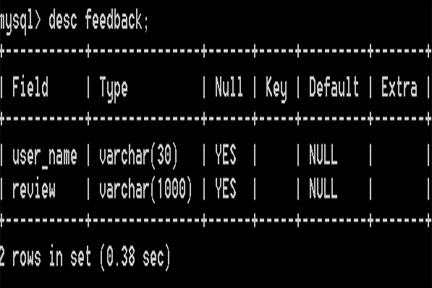 mysql> desc feedback;
+-----------+---------------+------+-----+---------+-------+
| Field     | Type          | Null | Key | Default | Extra |
+-----------+---------------+------+-----+---------+-------+
| user_name | varchar(30)   | YES  |     | NULL    |       |
| review    | varchar(1000) | YES  |     | NULL    |       |
+-----------+---------------+------+-----+---------+-------+
2 rows in set (0.38 sec)